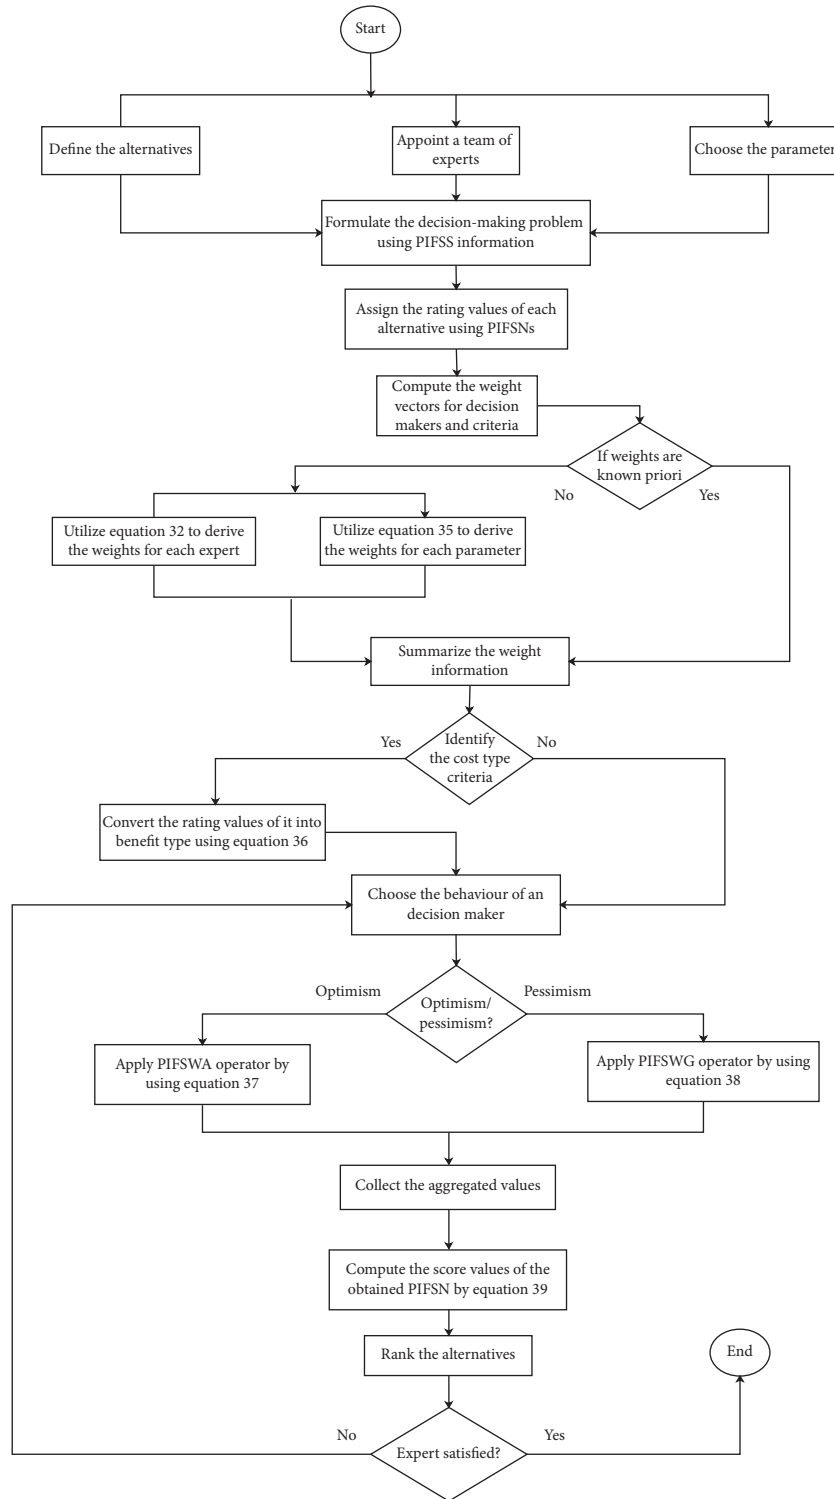 Start
Define the alternatives
Appoint a team of
experts
Choose the parameter
Formulate the decision-making problem
using PIFSS information
Assign the rating values of each
alternative using PIFSNs
Compute the weight
vectors for decision
makers and criteria
If weights are
known priori
No
Yes
Utilize equation 32 to derive
the weights for each expert
Utilize equation 35 to derive
the weights for each parameter
Summarize the weight
information
Yes
Identify
the cost type
criteria
No
Convert the rating values of it into
benefit type using equation 36
Choose the behaviour of an
decision maker
Optimism
Optimism/
pessimism?
Pessimism
Apply PIFSWA operator by
using equation 37
Apply PIFSWG operator by using
equation 38
Collect the aggregated values
Compute the score values of the
obtained PIFSN by equation 39
Rank the alternatives
End
No
Expert satisfied?
Yes